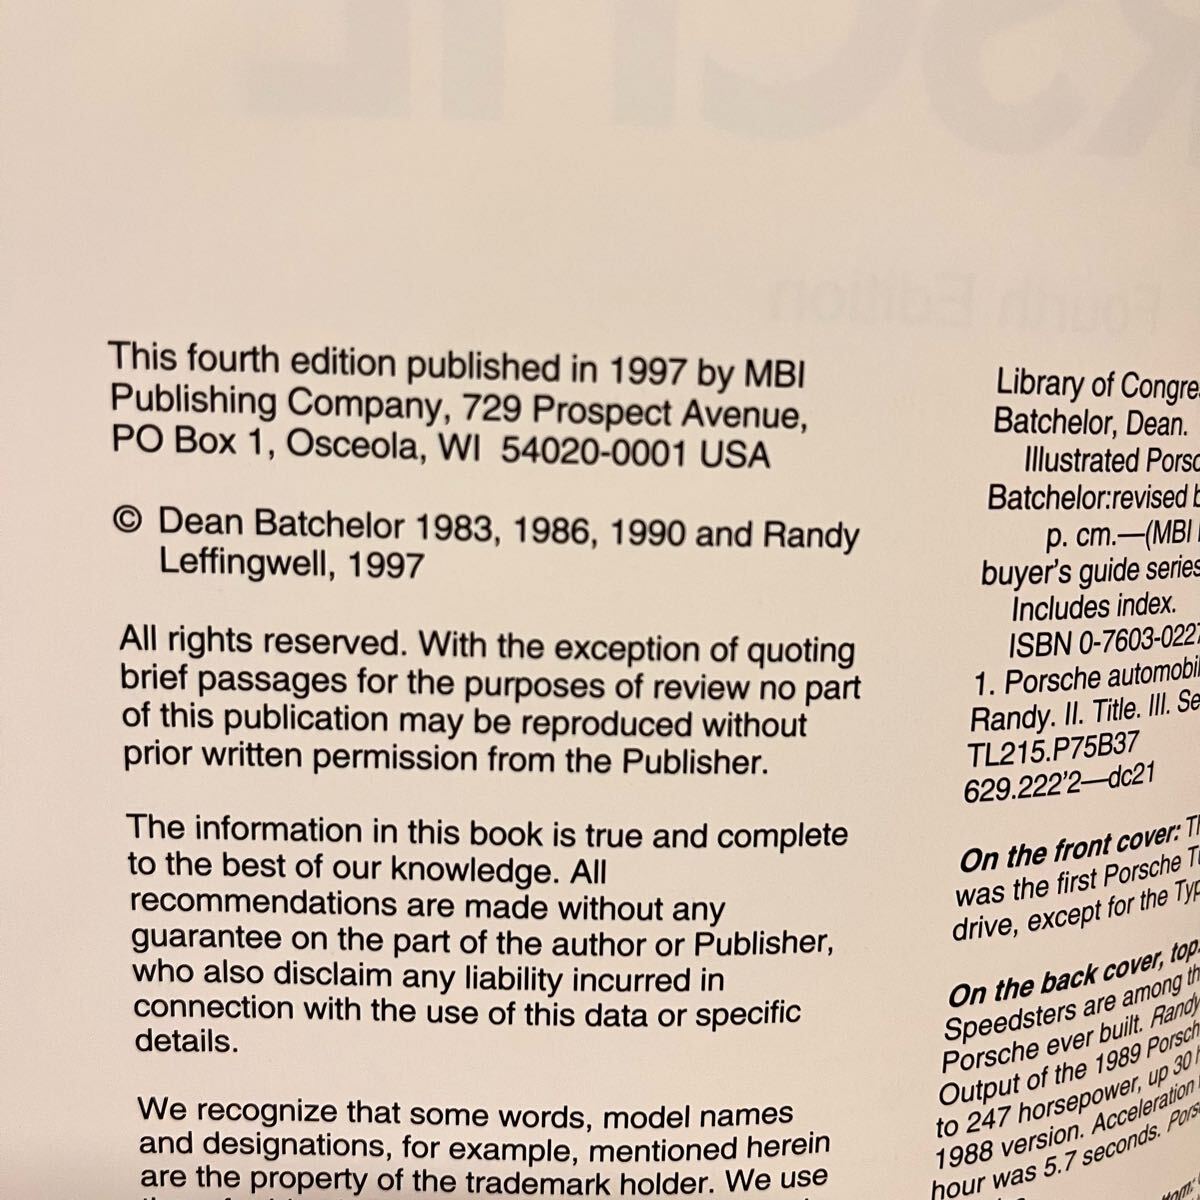 This fourth edition published in 1997 by MBI
Publishing Company, 729 Prospect Avenue,
PO Box 1, Osceola, WI 54020-0001 USA
© Dean Batchelor 1983, 1986, 1990 and Randy
Leffingwell, 1997
All rights reserved. With the exception of quoting
brief passages for the purposes of review no part
of this publication may be reproduced without
prior written permission from the Publisher.
The information in this book is true and complete
to the best of our knowledge. All
recommendations are made without any
guarantee on the part of the author or Publisher,
who also disclaim any liability incurred in
connection with the use of this data or specific
details.
We recognize that some words, model names
and designations, for example, mentioned herein
are the property of the trademark holder. We use
Library of
Batchelor, Dean.
Illustrated
Batchelor:revised
p. cm.—(MBI
buyer's guide series
Includes index.
ISBN 0-7603-0227
1. Porsche
Randy. II. Title. III.
TL215.P75B37
629.222'2—dc21
On the front cover:
was the first Porsche
drive, except for the
On the back cover, top:
Speedsters are among
Porsche ever built. Randy
Output of the 1989 Porsche
to 247 horsepower, up 30
1988 version. Acceleration
hour was 5.7 seconds.
Fourth Edition